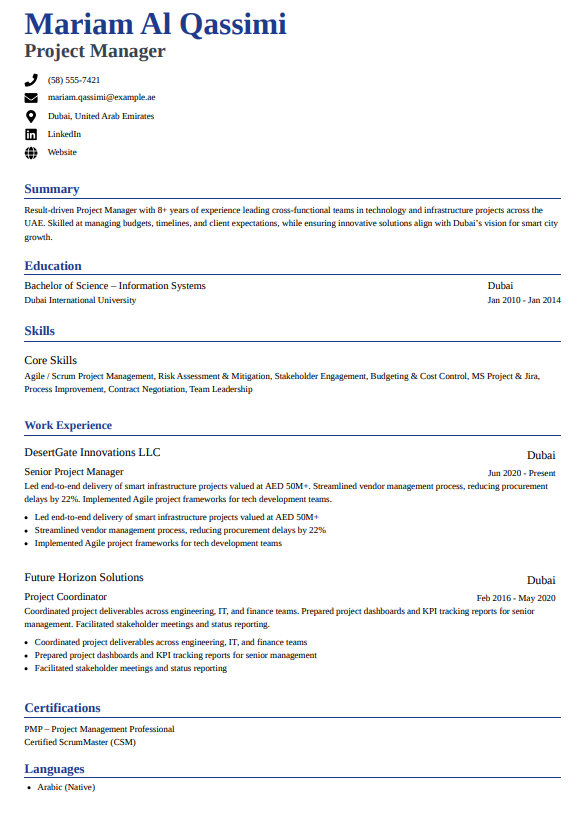 Mariam Al Qassimi
Project Manager
(58) 555-7421
mariam.qassimi@example.ae
Dubai, United Arab Emirates
LinkedIn
Website
Summary
Result-driven Project Manager with 8+ years of experience leading cross-functional teams in technology and infrastructure projects across the
UAE. Skilled at managing budgets, timelines, and client expectations, while ensuring innovative solutions align with Dubai's vision for smart city
growth.
Education
Bachelor of Science – Information Systems Dubai
Dubai International University Jan 2010 - Jan 2014
Skills
Core Skills
Agile / Scrum Project Management, Risk Assessment & Mitigation, Stakeholder Engagement, Budgeting & Cost Control, MS Project & Jira,
Process Improvement, Contract Negotiation, Team Leadership
Work Experience
DesertGate Innovations LLC Dubai
Senior Project Manager Jun 2020 - Present
Led end-to-end delivery of smart infrastructure projects valued at AED 50M+. Streamlined vendor management process, reducing procurement
delays by 22%. Implemented Agile project frameworks for tech development teams.
• Led end-to-end delivery of smart infrastructure projects valued at AED 50M+
• Streamlined vendor management process, reducing procurement delays by 22%
• Implemented Agile project frameworks for tech development teams
Future Horizon Solutions Dubai
Project Coordinator Feb 2016 - May 2020
Coordinated project deliverables across engineering, IT, and finance teams. Prepared project dashboards and KPI tracking reports for senior
management. Facilitated stakeholder meetings and status reporting.
• Coordinated project deliverables across engineering, IT, and finance teams
• Prepared project dashboards and KPI tracking reports for senior management
• Facilitated stakeholder meetings and status reporting
Certifications
PMP – Project Management Professional
Certified ScrumMaster (CSM)
Languages
• Arabic (Native)